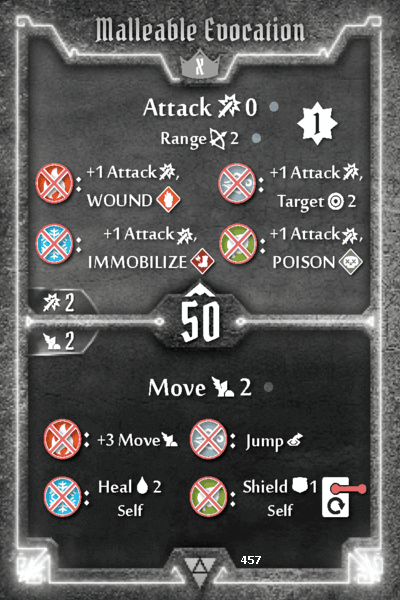 Malleable Evocation
X
Attack 0
Range 2
1
: +1 Attack,
WOUND
: +1 Attack,
Target 2
: +1 Attack,
IMMOBILIZE
: +1 Attack,
POISON
2
50
2
Move 2
: +3 Move
: Jump
: Heal 2
Self
: Shield 1
Self
457